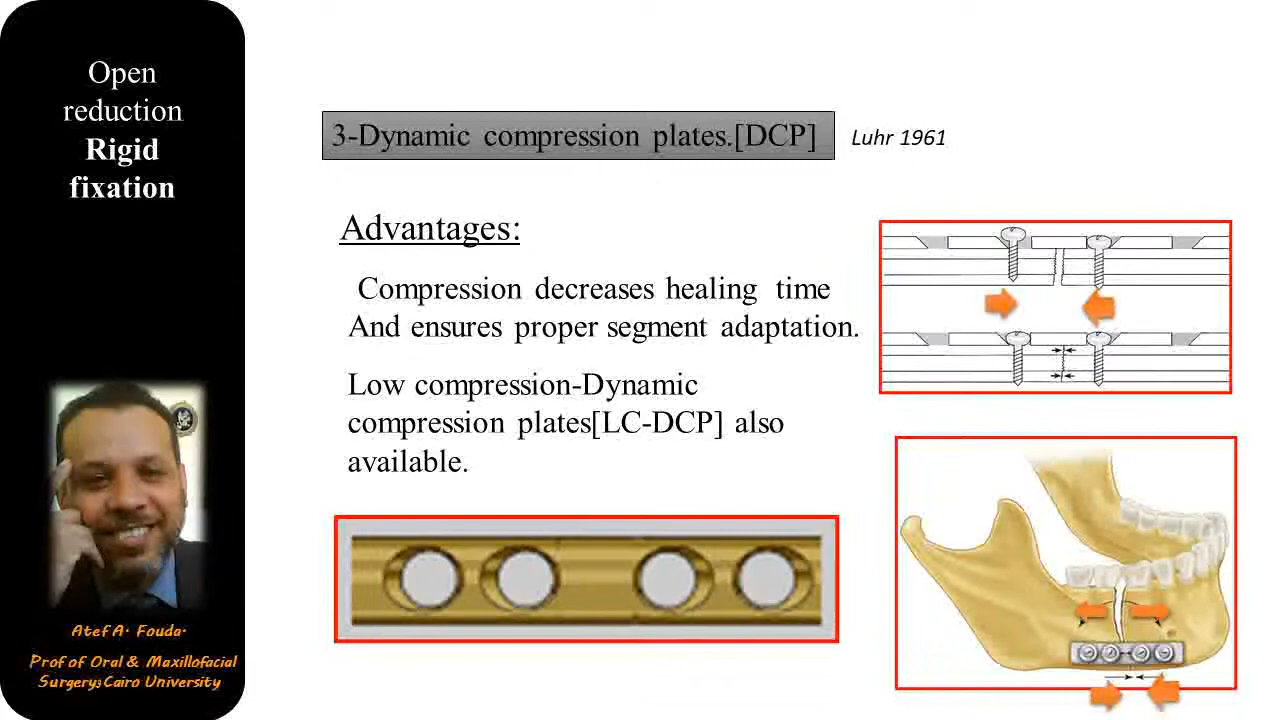 Open
reduction
Rigid
fixation
3-Dynamic compression plates.[DCP]
Luhr 1961
Advantages:
Compression decreases healing time
And ensures proper segment adaptation.
Low compression-Dynamic
compression plates[LC-DCP] also
available.
Atef A. Fouda.
Prof of Oral & Maxillofacial
Surgery,Cairo University